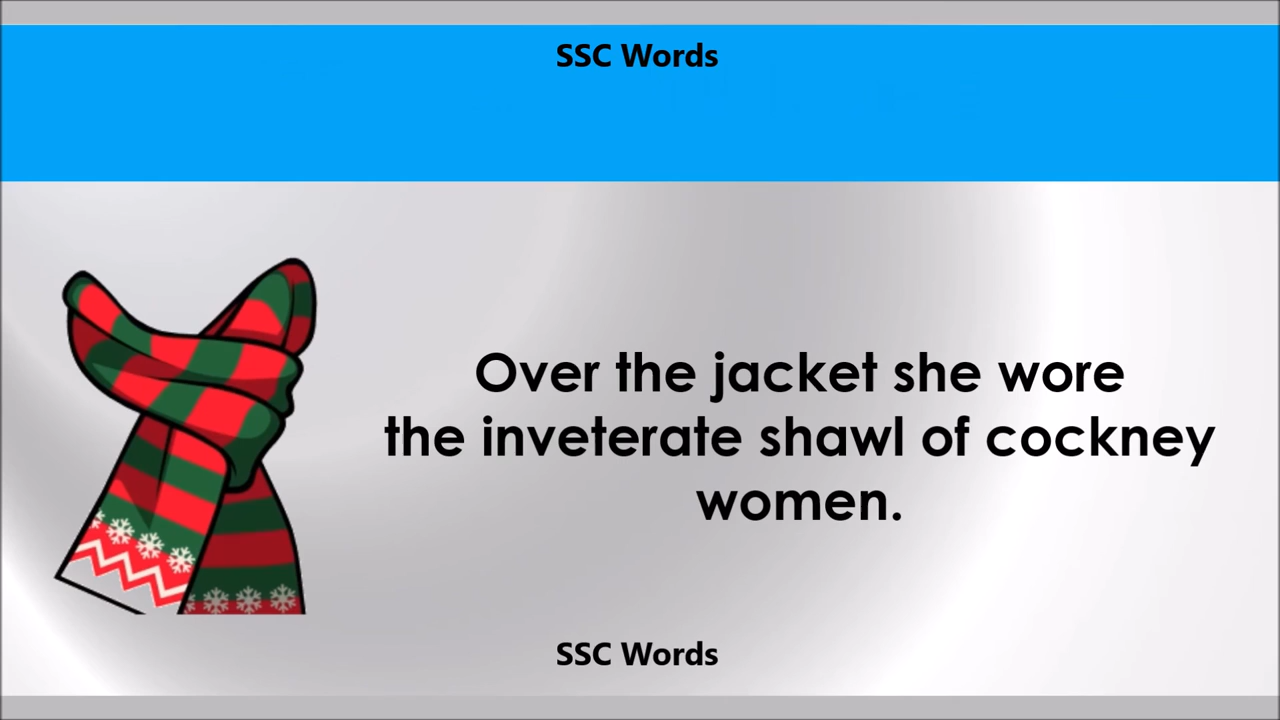 SSC Words
Over the jacket she wore
the inveterate shawl of cockney
women.
SSC Words